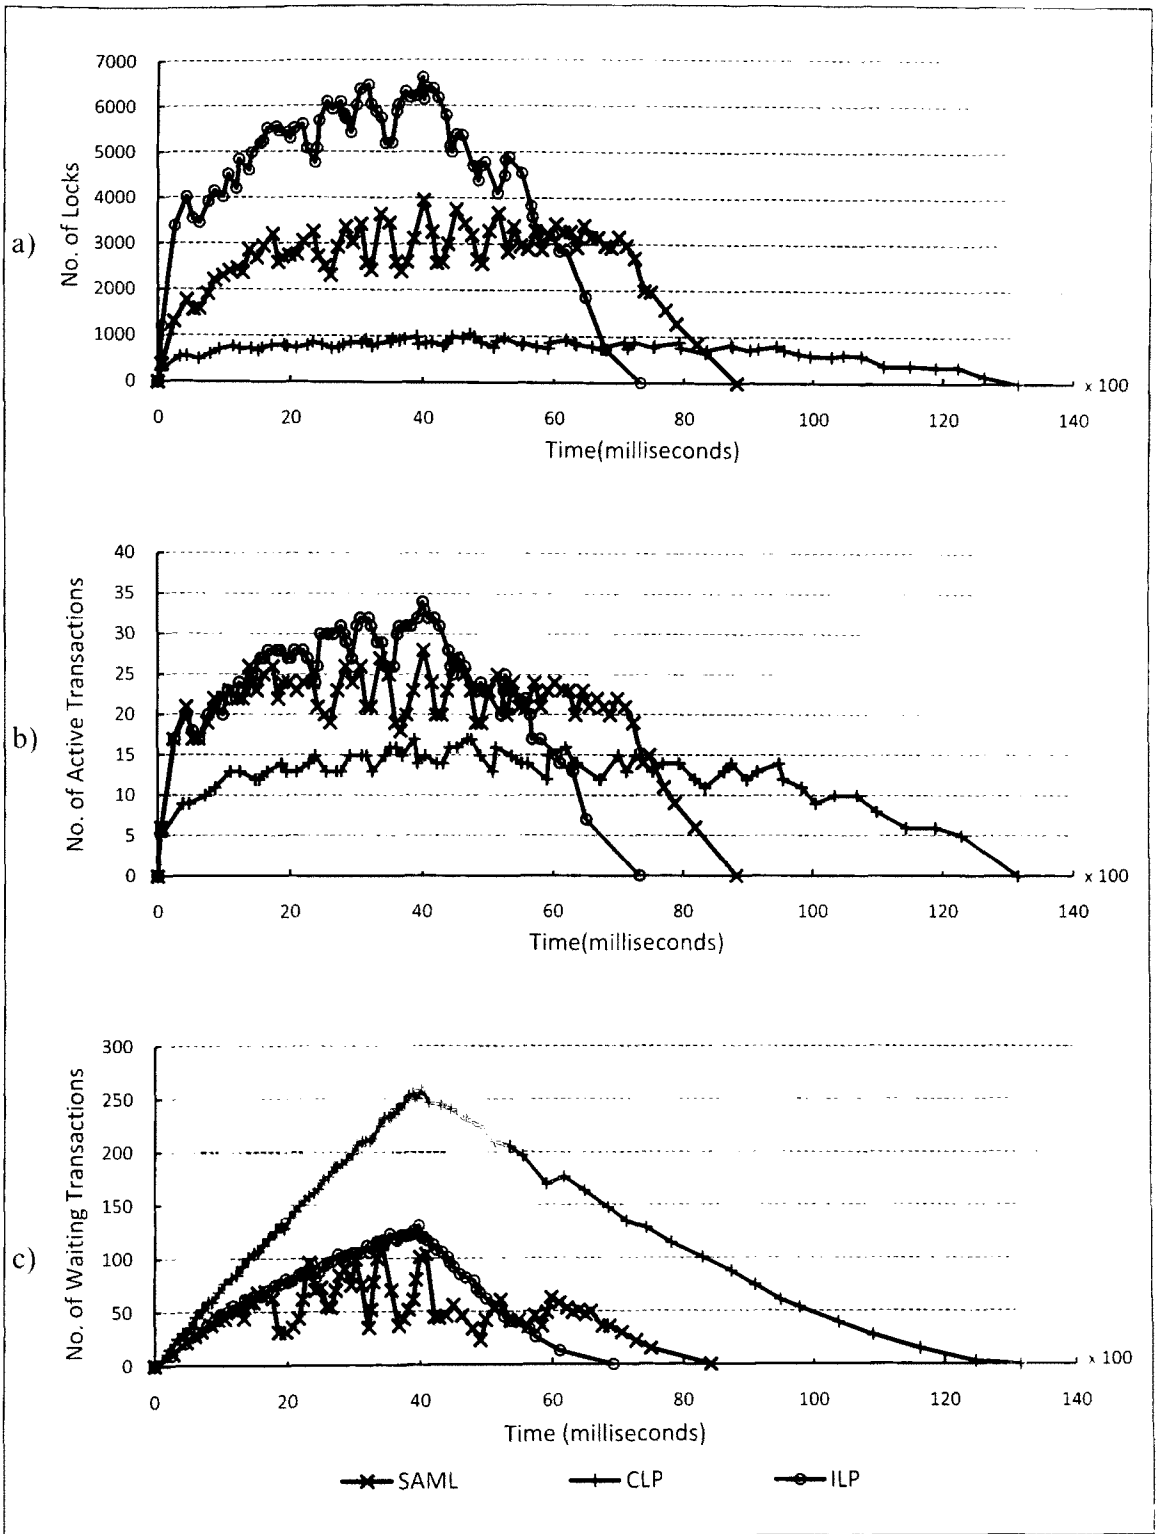 a)
No. of Locks
7000
6000
5000
4000
3000
2000
1000
0
0 20 40 60 80 100 120 140
x 100
Time(milliseconds)
b)
No. of Active Transactions
40
35
30
25
20
15
10
5
0
0 20 40 60 80 100 120 140
x 100
Time(milliseconds)
c)
No. of Waiting Transactions
300
250
200
150
100
50
0
0 20 40 60 80 100 120 140
x 100
Time (milliseconds)
SAML CLP ILP